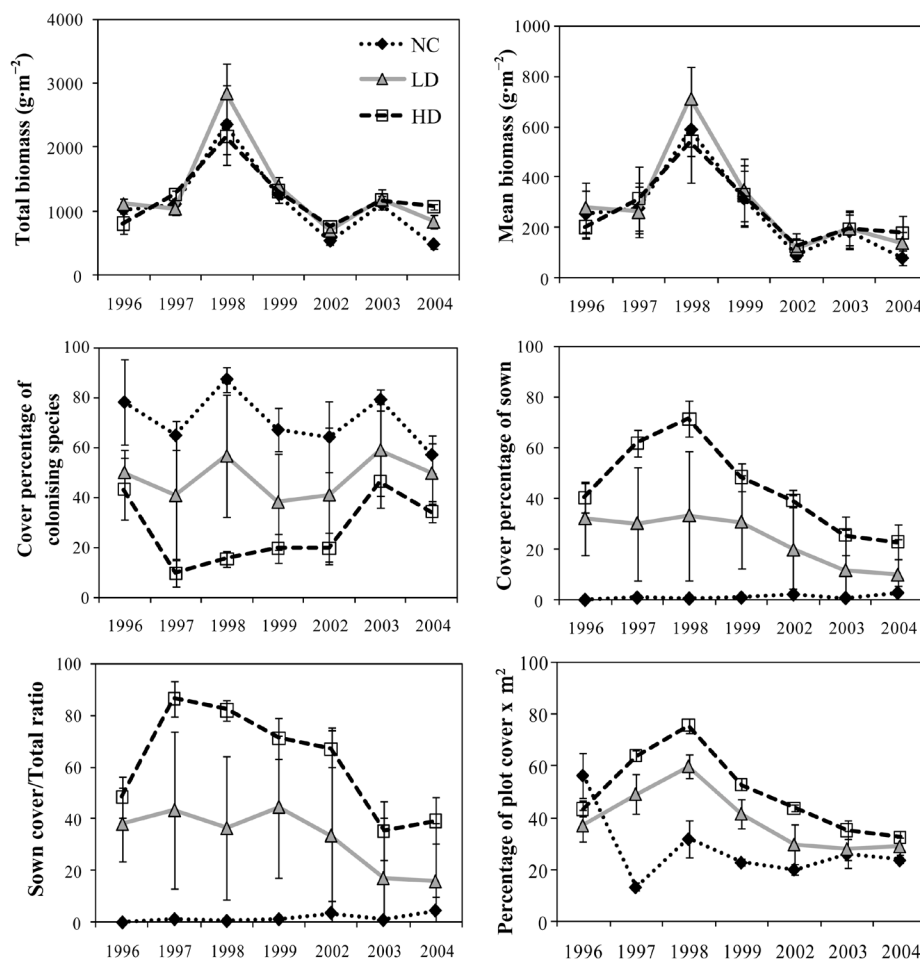 Total biomass (g·m⁻²)
4000
3000
2000
1000
0
NC
LD
HD
1996 1997 1998 1999 2002 2003 2004
Mean biomass (g·m⁻²)
1000
800
600
400
200
0
1996 1997 1998 1999 2002 2003 2004
Cover percentage of
colonising species
100
80
60
40
20
0
1996 1997 1998 1999 2002 2003 2004
Cover percentage of sown
100
80
60
40
20
0
1996 1997 1998 1999 2002 2003 2004
Sown cover/Total ratio
100
80
60
40
20
0
1996 1997 1998 1999 2002 2003 2004
Percentage of plot cover x m²
100
80
60
40
20
0
1996 1997 1998 1999 2002 2003 2004